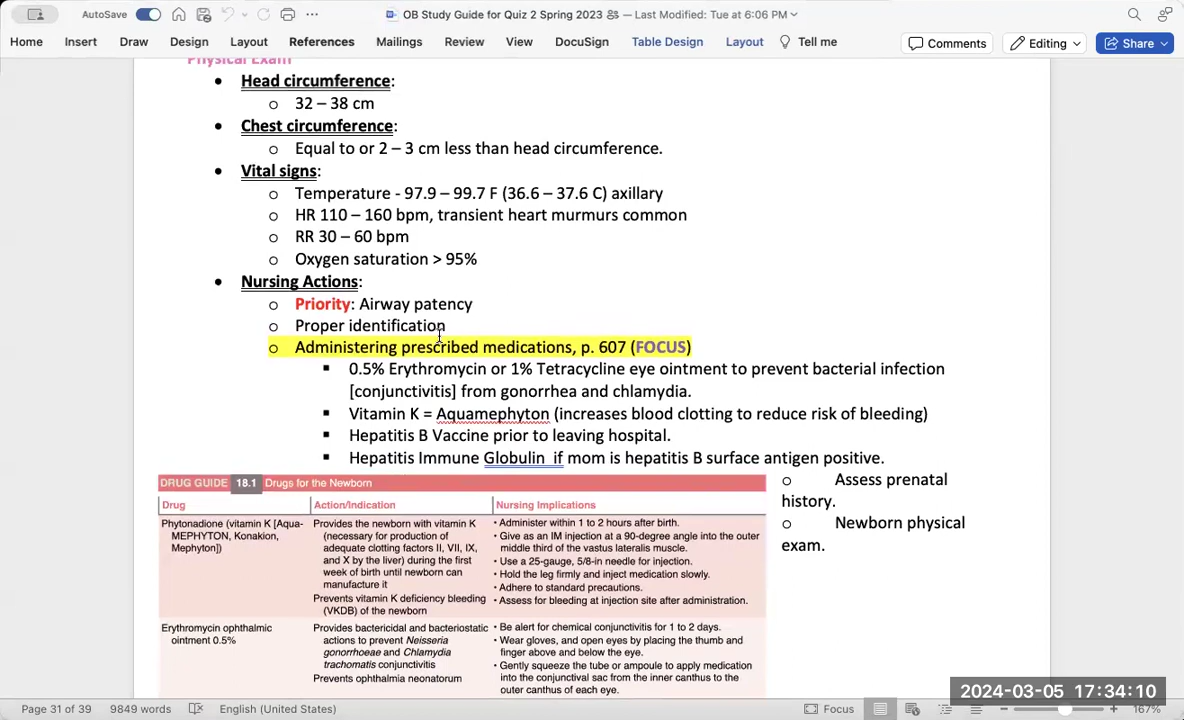 AutoSave
OB Study Guide for Quiz 2 Spring 2023
— Last Modified: Tue at 6:06 PM
Home Insert Draw Design Layout References Mailings Review View DocuSign Table Design Layout Tell me
Comments Editing Share
Physical Exam
• Head circumference:
o 32 – 38 cm
• Chest circumference:
o Equal to or 2 – 3 cm less than head circumference.
• Vital signs:
o Temperature - 97.9 – 99.7 F (36.6 – 37.6 C) axillary
o HR 110 – 160 bpm, transient heart murmurs common
o RR 30 – 60 bpm
o Oxygen saturation > 95%
• Nursing Actions:
o Priority: Airway patency
o Proper identification
o Administering prescribed medications, p. 607 (FOCUS)
▪ 0.5% Erythromycin or 1% Tetracycline eye ointment to prevent bacterial infection
[conjunctivitis] from gonorrhea and chlamydia.
▪ Vitamin K = Aquamephyton (increases blood clotting to reduce risk of bleeding)
▪ Hepatitis B Vaccine prior to leaving hospital.
▪ Hepatitis Immune Globulin if mom is hepatitis B surface antigen positive.
DRUG GUIDE 18.1 Drugs for the Newborn
Drug Action/Indication Nursing Implications
Phytonadione (vitamin K [Aqua-
MEPHYTON, Konakion,
Mephyton])
Provides the newborn with vitamin K
(necessary for production of
adequate clotting factors II, VII, IX,
and X by the liver) during the first
week of birth until newborn can
manufacture it
Prevents vitamin K deficiency bleeding
(VKDB) of the newborn
• Administer within 1 to 2 hours after birth.
• Give as an IM injection at a 90-degree angle into the outer
middle third of the vastus lateralis muscle.
• Use a 25-gauge, 5/8-in needle for injection.
• Hold the leg firmly and inject medication slowly.
• Adhere to standard precautions.
• Assess for bleeding at injection site after administration.
Erythromycin ophthalmic
ointment 0.5%
Provides bactericidal and bacteriostatic
actions to prevent Neisseria
gonorrhoeae and Chlamydia
trachomatis conjunctivitis
Prevents ophthalmia neonatorum
• Be alert for chemical conjunctivitis for 1 to 2 days.
• Wear gloves, and open eyes by placing the thumb and
finger above and below the eye.
• Gently squeeze the tube or ampoule to apply medication
into the conjunctival sac from the inner canthus to the
outer canthus of each eye.
o Assess prenatal
history.
o Newborn physical
exam.
2024-03-05 17:34:10
Page 31 of 39 9849 words English (United States) Focus 167%